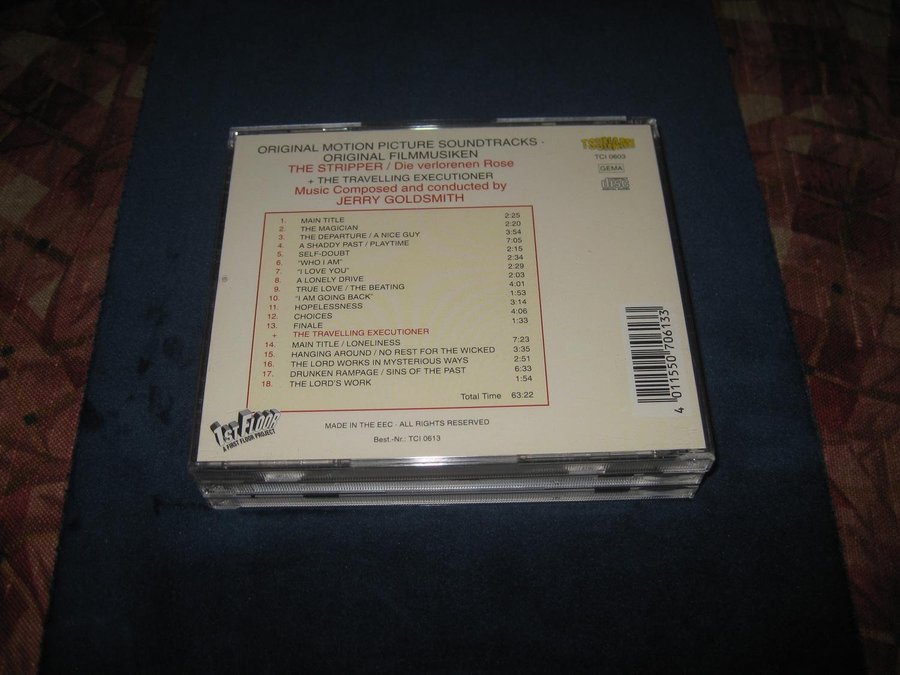 ORIGINAL MOTION PICTURE SOUNDTRACKS -
ORIGINAL FILMMUSIKEN
THE STRIPPER / Die verlorenen Rose
+ THE TRAVELLING EXECUTIONER
Music Composed and conducted by
JERRY GOLDSMITH
TSUNAMI
TCI 0603
GEMA
disc
1. MAIN TITLE 2:25
2. THE MAGICIAN 2:20
3. THE DEPARTURE / A NICE GUY 3:54
4. A SHADDY PAST / PLAYTIME 7:05
5. SELF-DOUBT 2:15
6. "WHO I AM" 2:34
7. "I LOVE YOU" 2:29
8. A LONELY DRIVE 2:03
9. TRUE LOVE / THE BEATING 4:01
10. "I AM GOING BACK" 1:53
11. HOPELESSNESS 3:14
12. CHOICES 4:06
13. FINALE 1:33
+ THE TRAVELLING EXECUTIONER
14. MAIN TITLE / LONELINESS 7:23
15. HANGING AROUND / NO REST FOR THE WICKED 3:35
16. THE LORD WORKS IN MYSTERIOUS WAYS 2:51
17. DRUNKEN RAMPAGE / SINS OF THE PAST 6:33
18. THE LORD'S WORK 1:54
Total Time 63:22
1ST FLOOR
A FIRST FLOOR PROJECT
MADE IN THE EEC · ALL RIGHTS RESERVED
Best.-Nr.: TCI 0613
4 011550 706133